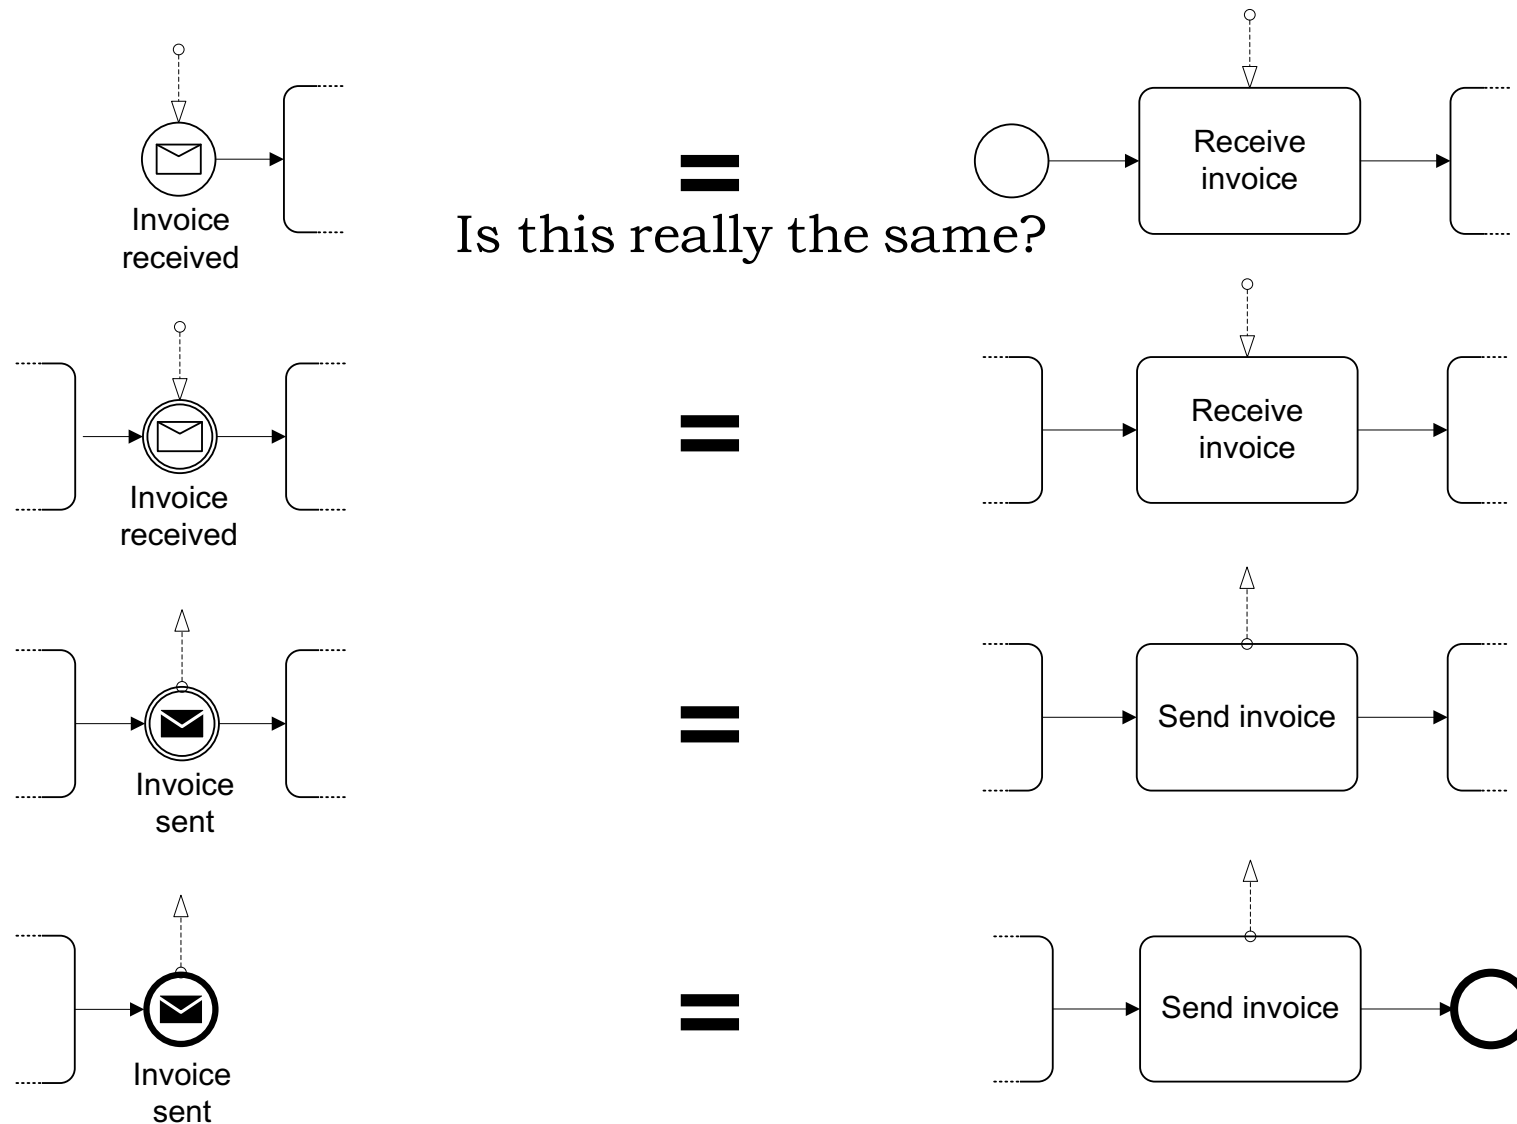 Invoice
received
=
Receive
invoice
Is this really the same?
Invoice
received
=
Receive
invoice
Invoice
sent
=
Send invoice
Invoice
sent
=
Send invoice